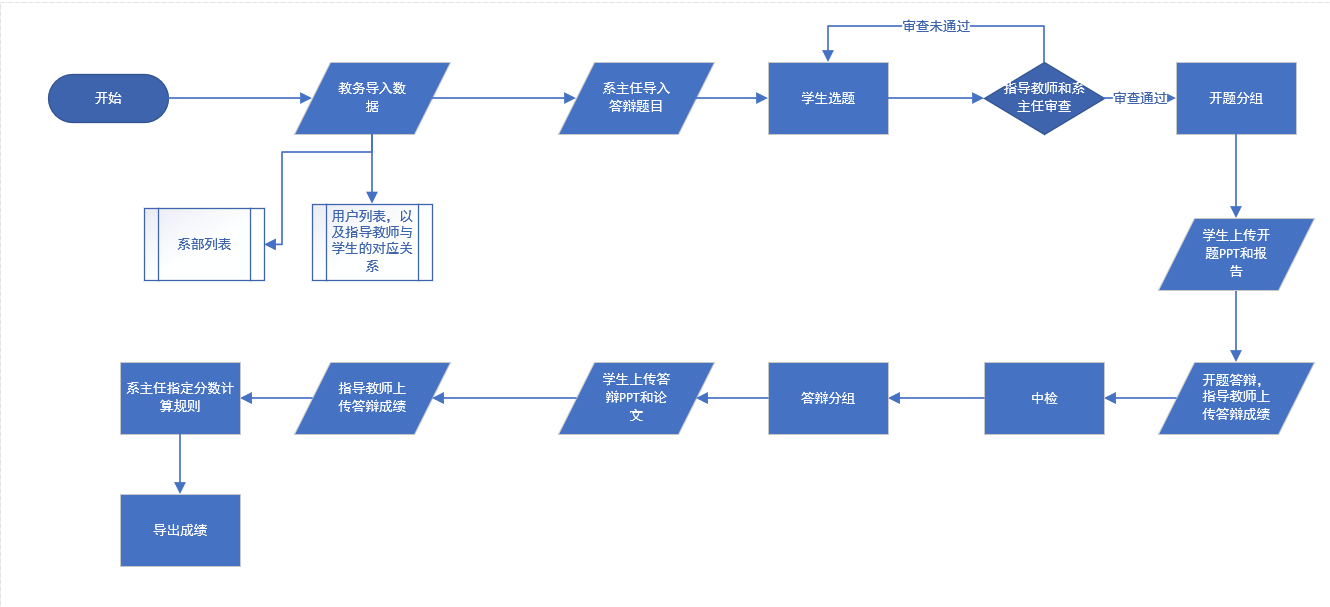 审查未通过
开始
教务导入数
据
系主任导入
答辩题目
学生选题
指导教师和系
主任审查
审查通过
开题分组
系部列表
用户列表，以
及指导教师与
学生的对应关
系
学生上传开
题PPT和报
告
系主任指定分数计
算规则
指导教师上
传答辩成绩
学生上传答
辩PPT和论
文
答辩分组
中检
开题答辩，
指导教师上
传答辩成绩
导出成绩